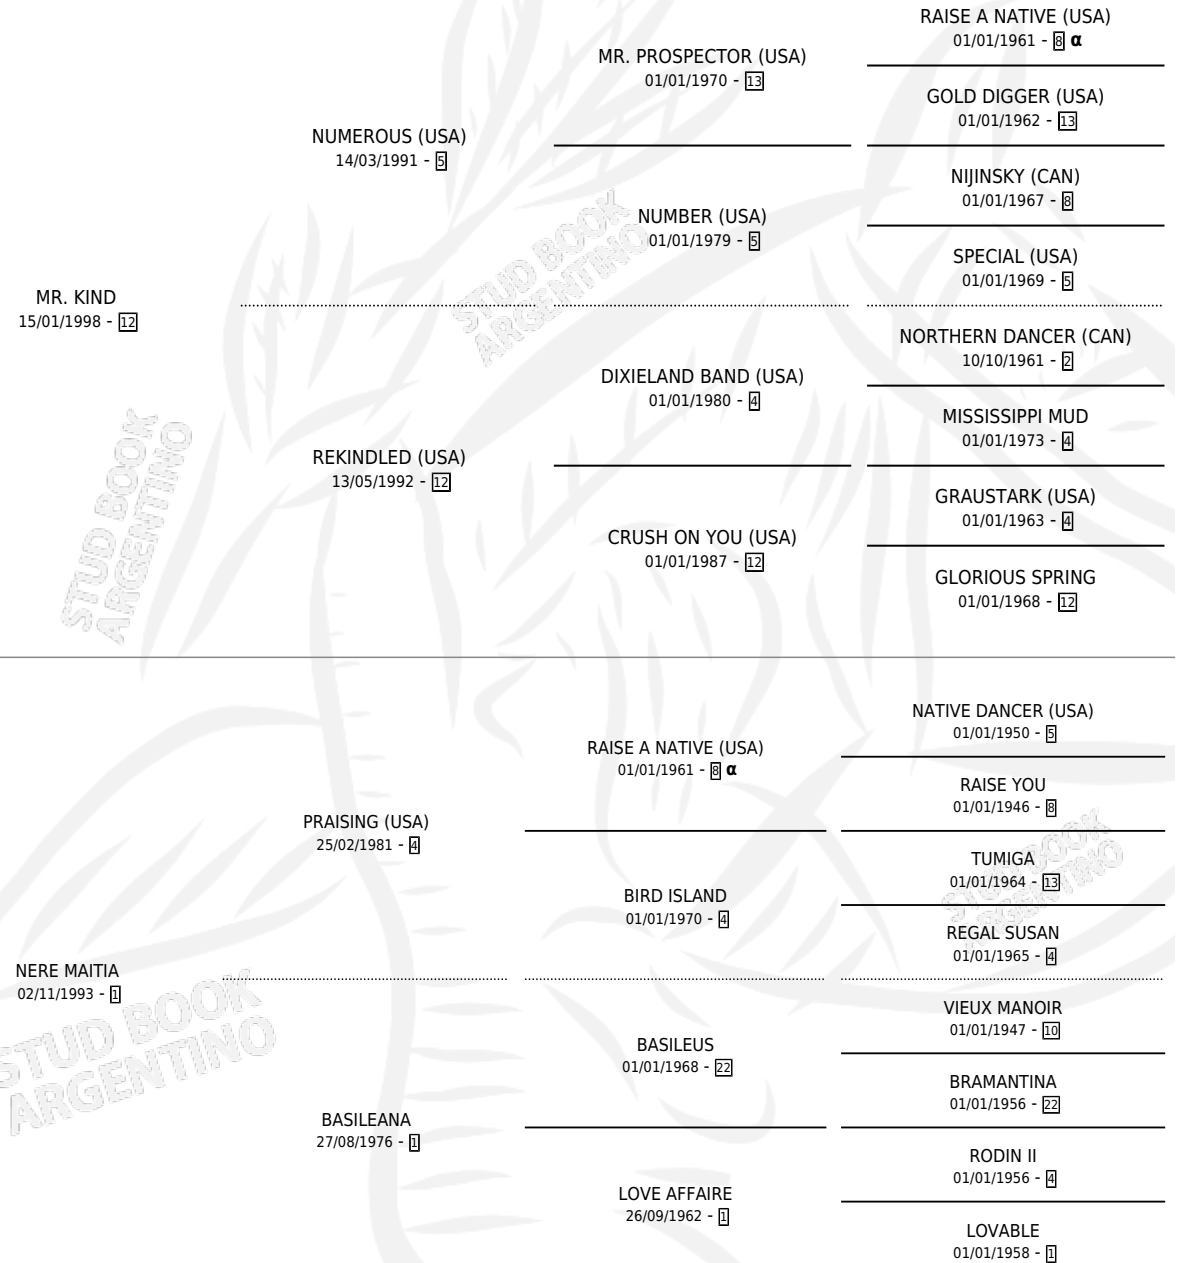 RAISE A NATIVE (USA)
01/01/1961 - 8 α
MR. PROSPECTOR (USA)
01/01/1970 - 13
GOLD DIGGER (USA)
01/01/1962 - 13
NUMEROUS (USA)
14/03/1991 - 5
NIJINSKY (CAN)
01/01/1967 - 8
NUMBER (USA)
01/01/1979 - 5
SPECIAL (USA)
01/01/1969 - 5
MR. KIND
15/01/1998 - 12
NORTHERN DANCER (CAN)
10/10/1961 - 2
DIXIELAND BAND (USA)
01/01/1980 - 4
MISSISSIPPI MUD
01/01/1973 - 4
REKINDLED (USA)
13/05/1992 - 12
GRAUSTARK (USA)
01/01/1963 - 4
CRUSH ON YOU (USA)
01/01/1987 - 12
GLORIOUS SPRING
01/01/1968 - 12
NATIVE DANCER (USA)
01/01/1950 - 5
RAISE A NATIVE (USA)
01/01/1961 - 8 α
RAISE YOU
01/01/1946 - 8
PRAISING (USA)
25/02/1981 - 4
TUMIGA
01/01/1964 - 13
BIRD ISLAND
01/01/1970 - 4
REGAL SUSAN
01/01/1965 - 4
NERE MAITIA
02/11/1993 - 1
VIEUX MANOIR
01/01/1947 - 10
BASILEUS
01/01/1968 - 22
BRAMANTINA
01/01/1956 - 22
BASILEANA
27/08/1976 - 1
RODIN II
01/01/1956 - 4
LOVE AFFAIRE
26/09/1962 - 1
LOVABLE
01/01/1958 - 1
STUD BOOK
ARGENTINO
STUD BOOK
ARGENTINO
STUD BOOK
ARGENTINO
STUD BOOK
ARGENTINO